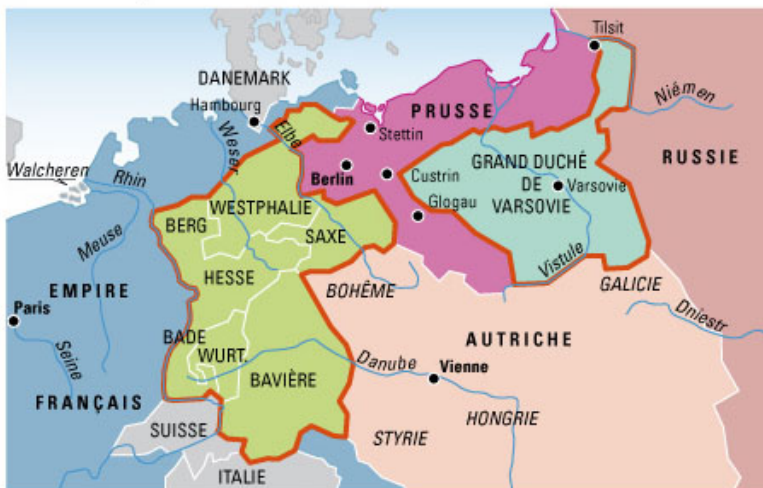 Tilsit
DANEMARK
Hambourg
PRUSSE
Niémen
Elbe
Weser
Stettin
Walcheren
Rhin
Berlin
Custrin
GRAND DUCHÉ
DE
VARSOVIE
Varsovie
RUSSIE
WESTPHALIE
BERG
Glogau
SAXE
Meuse
HESSE
Vistule
GALICIE
BOHÊME
EMPIRE
Paris
Dniestr
AUTRICHE
BADE
WURT.
Danube
Vienne
Seine
BAVIÈRE
FRANÇAIS
HONGRIE
SUISSE
STYRIE
ITALIE